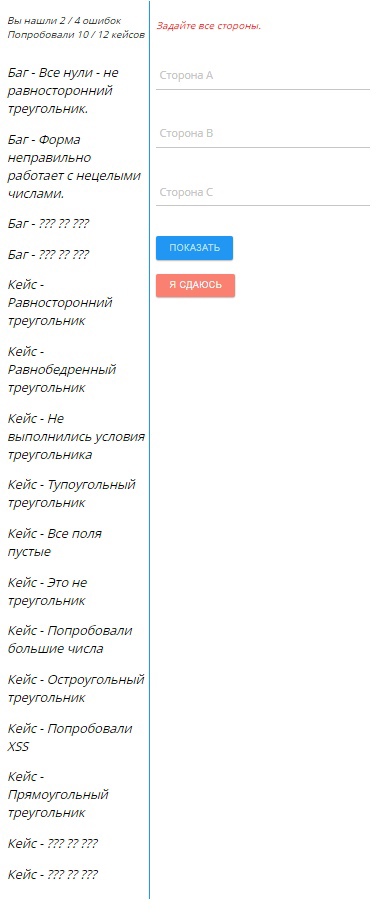 Вы нашли 2 / 4 ошибок
Попробовали 10 / 12 кейсов
Баг - Все нули - не
равносторонний
треугольник.
Баг - Форма
неправильно
работает с нецелыми
числами.
Баг - ??? ?? ???
Баг - ??? ?? ???
Кейс -
Равносторонний
треугольник
Кейс -
Равнобедренный
треугольник
Кейс - Не
выполнились условия
треугольника
Кейс - Тупоугольный
треугольник
Кейс - Все поля
пустые
Кейс - Это не
треугольник
Кейс - Попробовали
большие числа
Кейс - Остроугольный
треугольник
Кейс - Попробовали
XSS
Кейс -
Прямоугольный
треугольник
Кейс - ??? ?? ???
Кейс - ??? ?? ???
Задайте все стороны.
Сторона A
Сторона B
Сторона C
ПОКАЗАТЬ
Я СДАЮСЬ